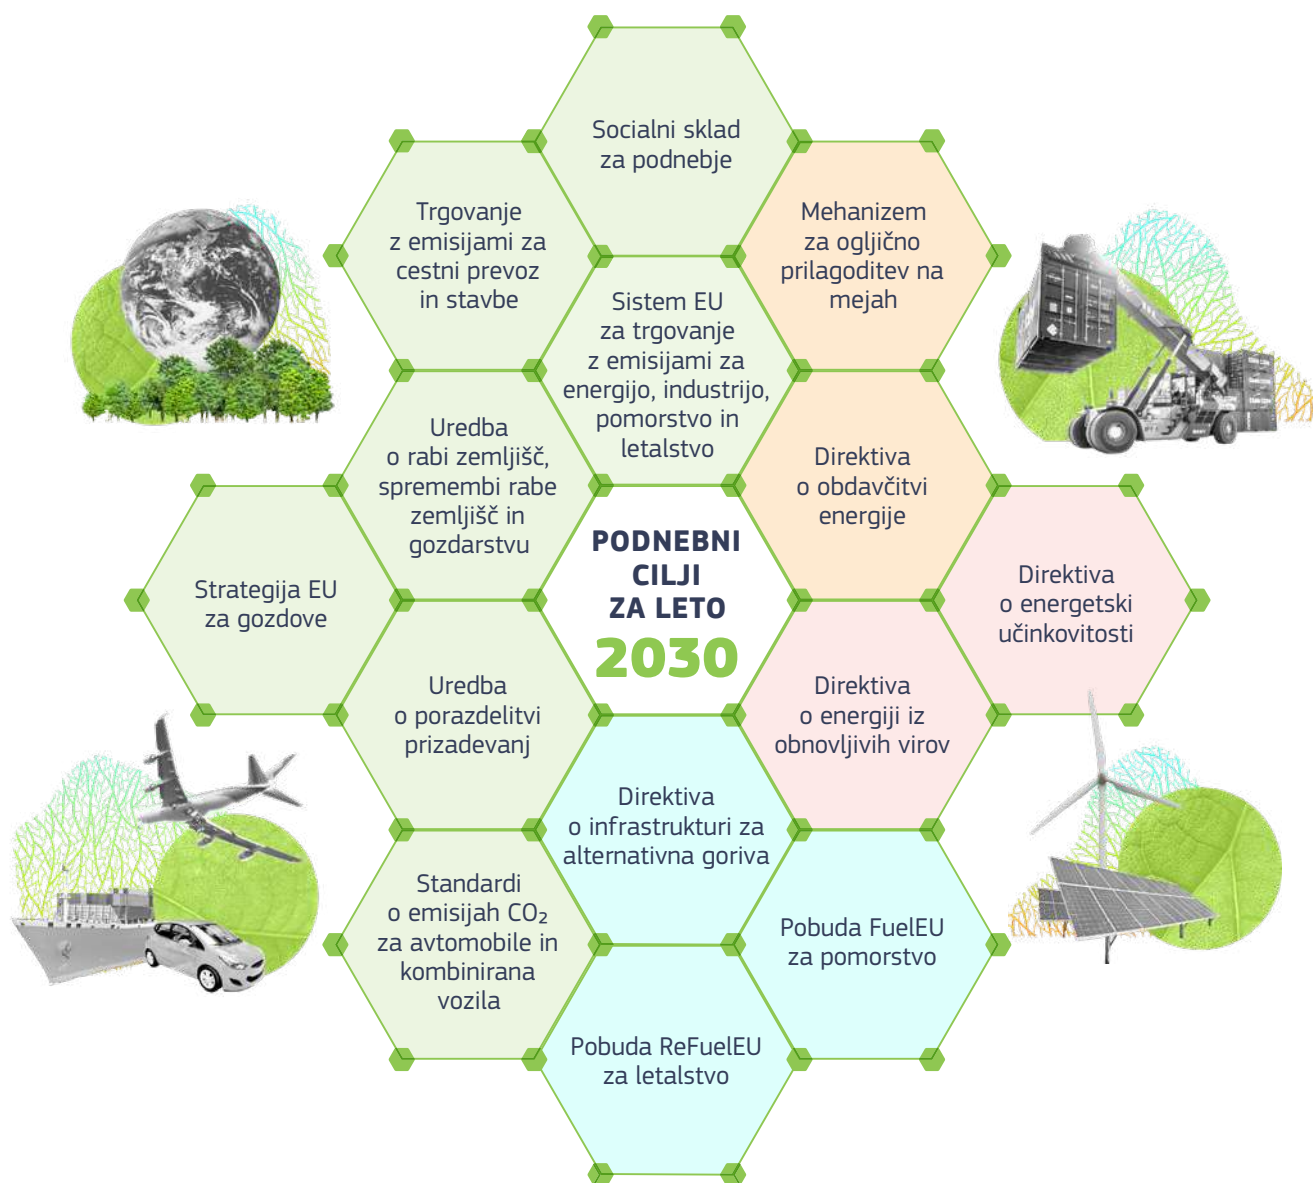 Socialni sklad
za podnebje
Trgovanje
z emisijami za
cestni prevoz
in stavbe
Mehanizem
za ogljično
prilagoditev na
mejah
Sistem EU
za trgovanje
z emisijami za
energijo, industrijo,
pomorstvo in
letalstvo
Uredba
o rabi zemljišč,
spremembi rabe
zemljišč in
gozdarstvu
Direktiva
o obdavčitvi
energije
Strategija EU
za gozdove
PODNEBNI
CILJI
ZA LETO
2030
Direktiva
o energetski
učinkovitosti
Uredba
o porazdelitvi
prizadevanj
Direktiva
o energiji iz
obnovljivih virov
Direktiva
o infrastrukturi za
alternativna goriva
Standardi
o emisijah CO₂
za avtomobile in
kombinirana
vozila
Pobuda FuelEU
za pomorstvo
Pobuda ReFuelEU
za letalstvo